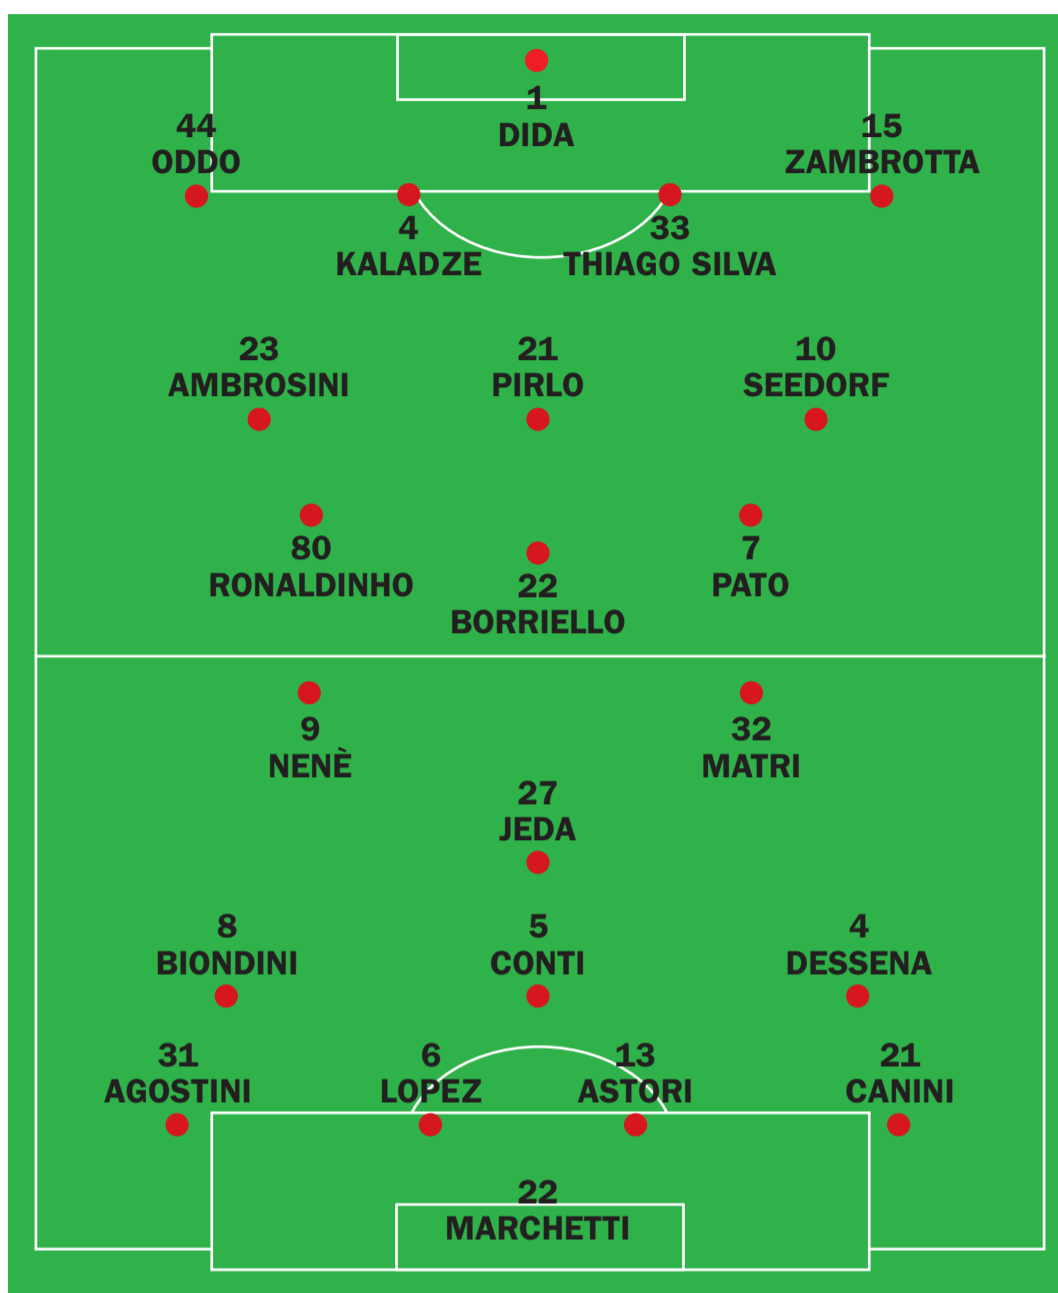 1
DIDA
44
ODDO
15
ZAMBROTTA
4
KALADZE
33
THIAGO SILVA
23
AMBROSINI
21
PIRLO
10
SEEDORF
80
RONALDINHO
22
BORRIELLO
7
PATO
9
NENÈ
32
MATRI
27
JEDA
8
BIONDINI
5
CONTI
4
DESSENA
31
AGOSTINI
6
LOPEZ
13
ASTORI
21
CANINI
22
MARCHETTI